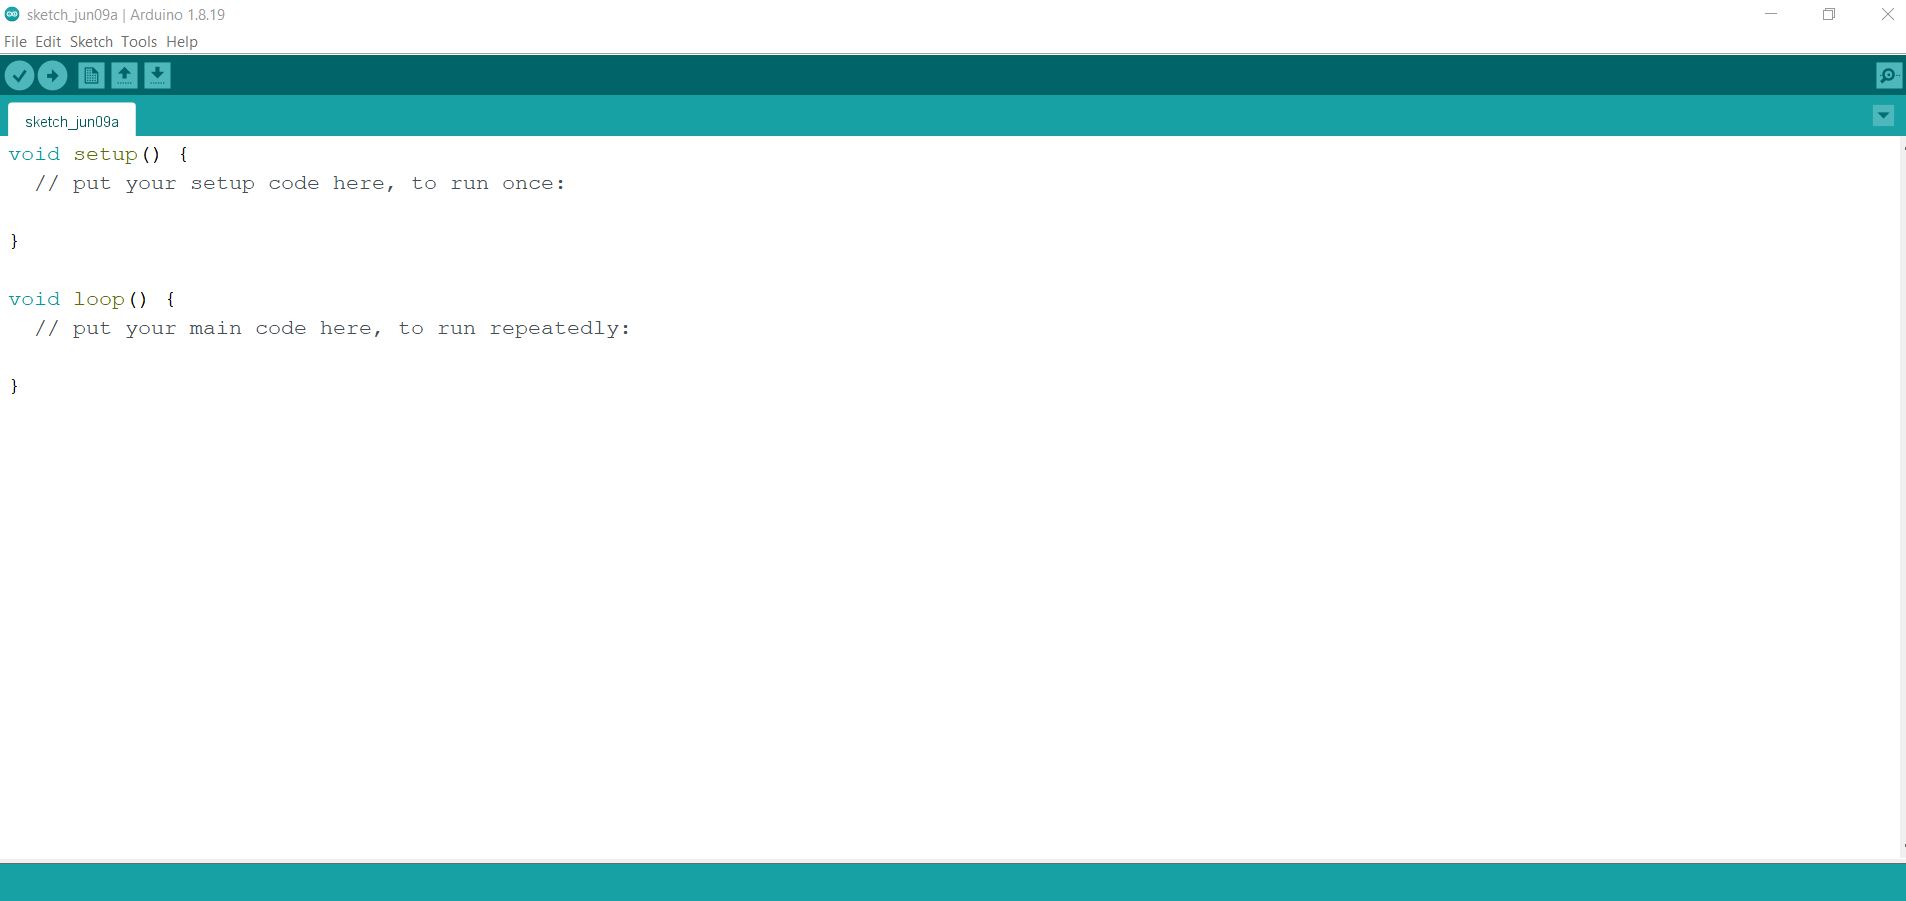 sketch_jun09a | Arduino 1.8.19
File Edit Sketch Tools Help
sketch_jun09a
void setup() {
  // put your setup code here, to run once:
}
void loop() {
  // put your main code here, to run repeatedly:
}